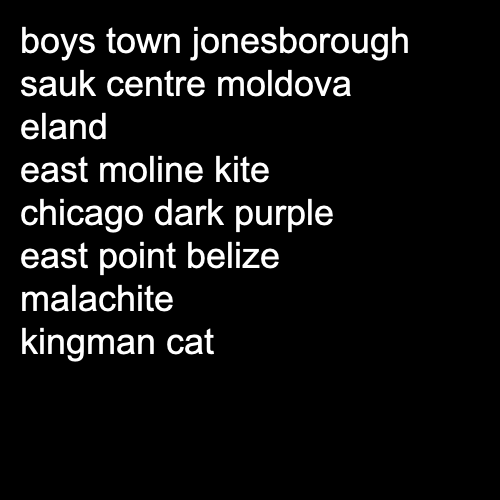 boys town jonesborough
sauk centre moldova
eland
east moline kite
chicago dark purple
east point belize
malachite
kingman cat